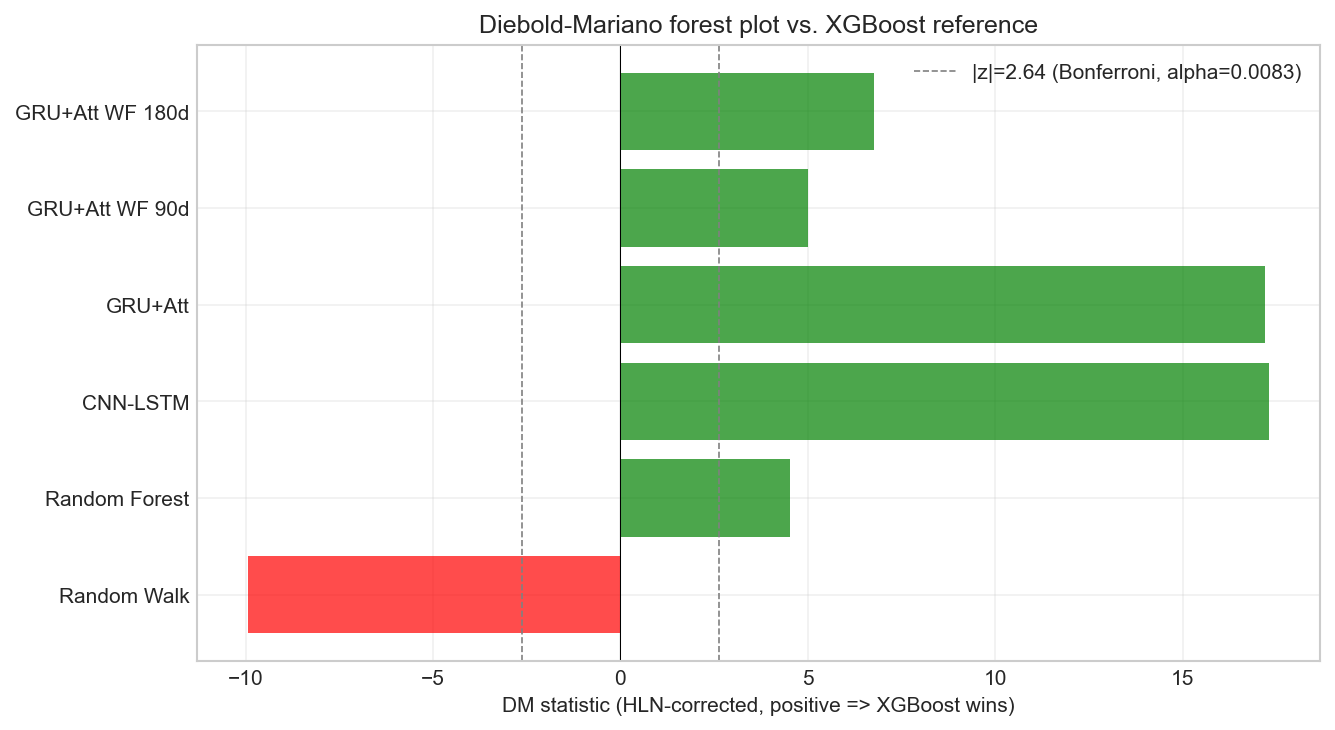 Diebold-Mariano forest plot vs. XGBoost reference
|z|=2.64 (Bonferroni, alpha=0.0083)
GRU+Att WF 180d
GRU+Att WF 90d
GRU+Att
CNN-LSTM
Random Forest
Random Walk
−10 −5 0 5 10 15
DM statistic (HLN-corrected, positive => XGBoost wins)